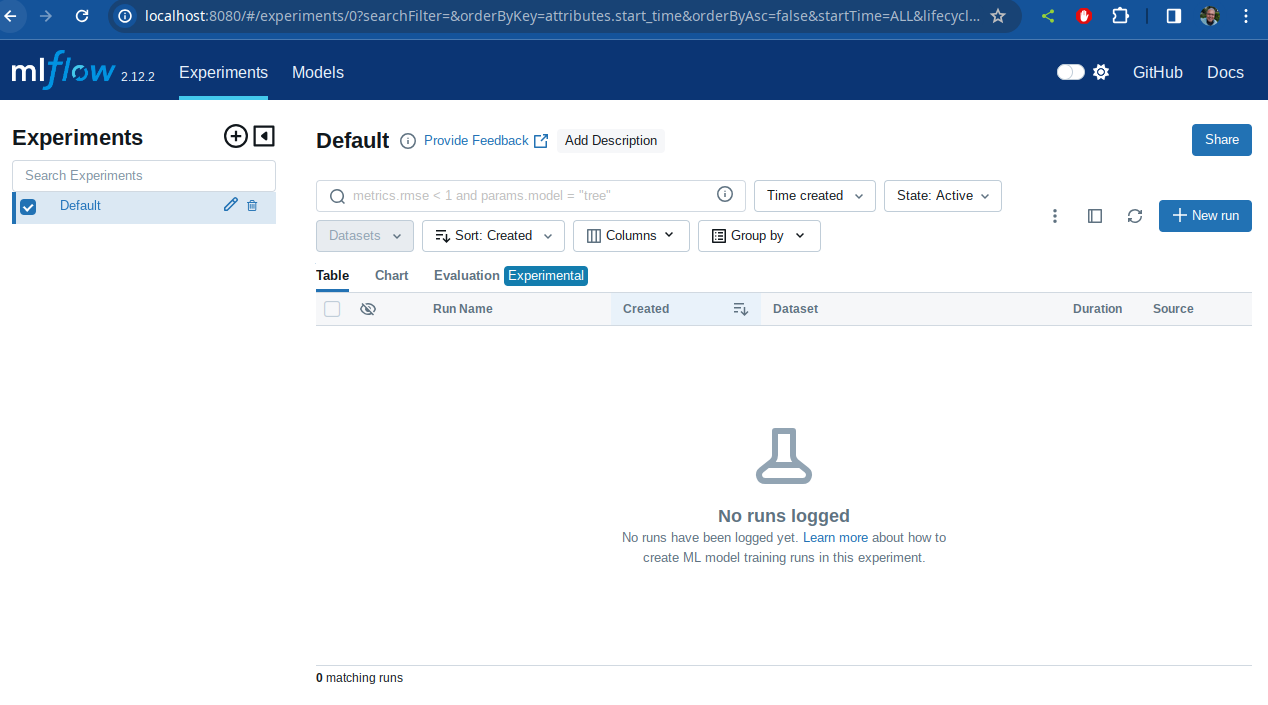 localhost:8080/#/experiments/0?searchFilter=&orderByKey=attributes.start_time&orderByAsc=false&startTime=ALL&lifecycl...
mlflow 2.12.2 Experiments Models GitHub Docs
Experiments
Search Experiments
Default
Default Provide Feedback Add Description Share
metrics.rmse < 1 and params.model = "tree" Time created State: Active
New run
Datasets Sort: Created Columns Group by
Table Chart Evaluation Experimental
Run Name Created Dataset Duration Source
No runs logged
No runs have been logged yet. Learn more about how to
create ML model training runs in this experiment.
0 matching runs